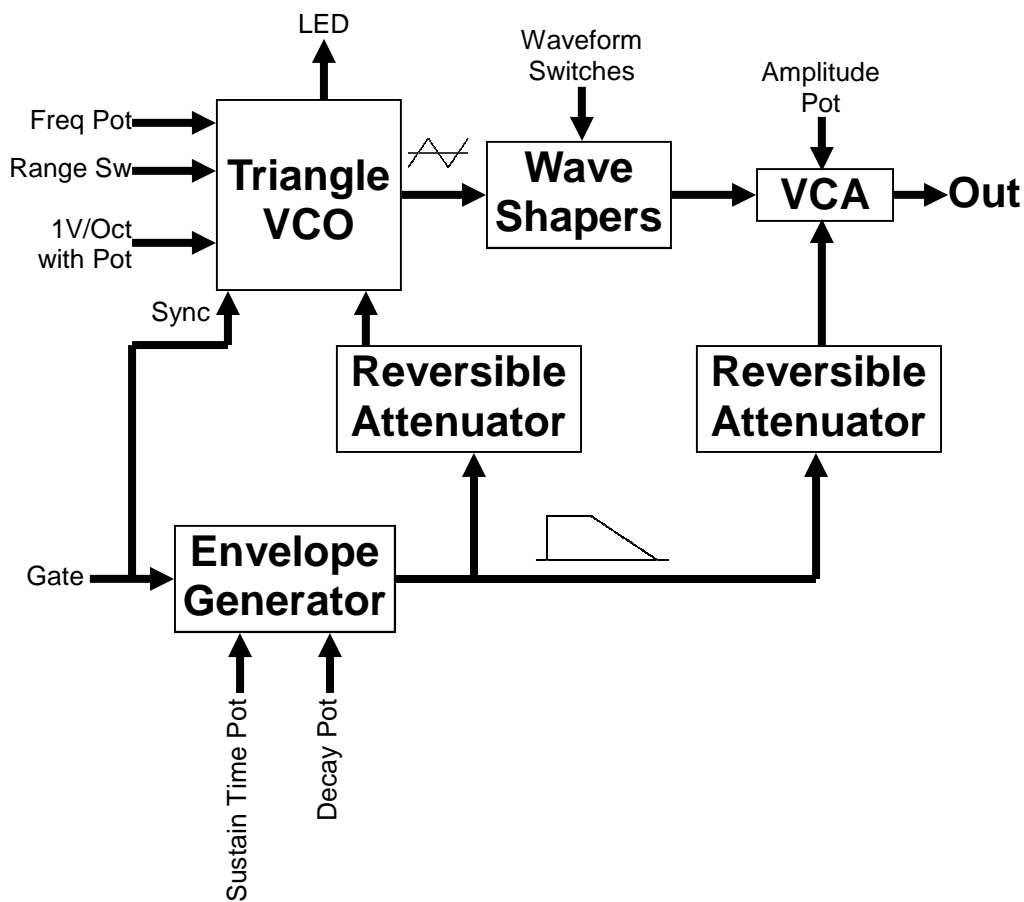 LED
Waveform
Switches
Amplitude
Pot
Freq Pot
Range Sw
1V/Oct
with Pot
Triangle
VCO
Wave
Shapers
VCA
Out
Sync
Reversible
Attenuator
Reversible
Attenuator
Gate
Envelope
Generator
Sustain Time Pot
Decay Pot